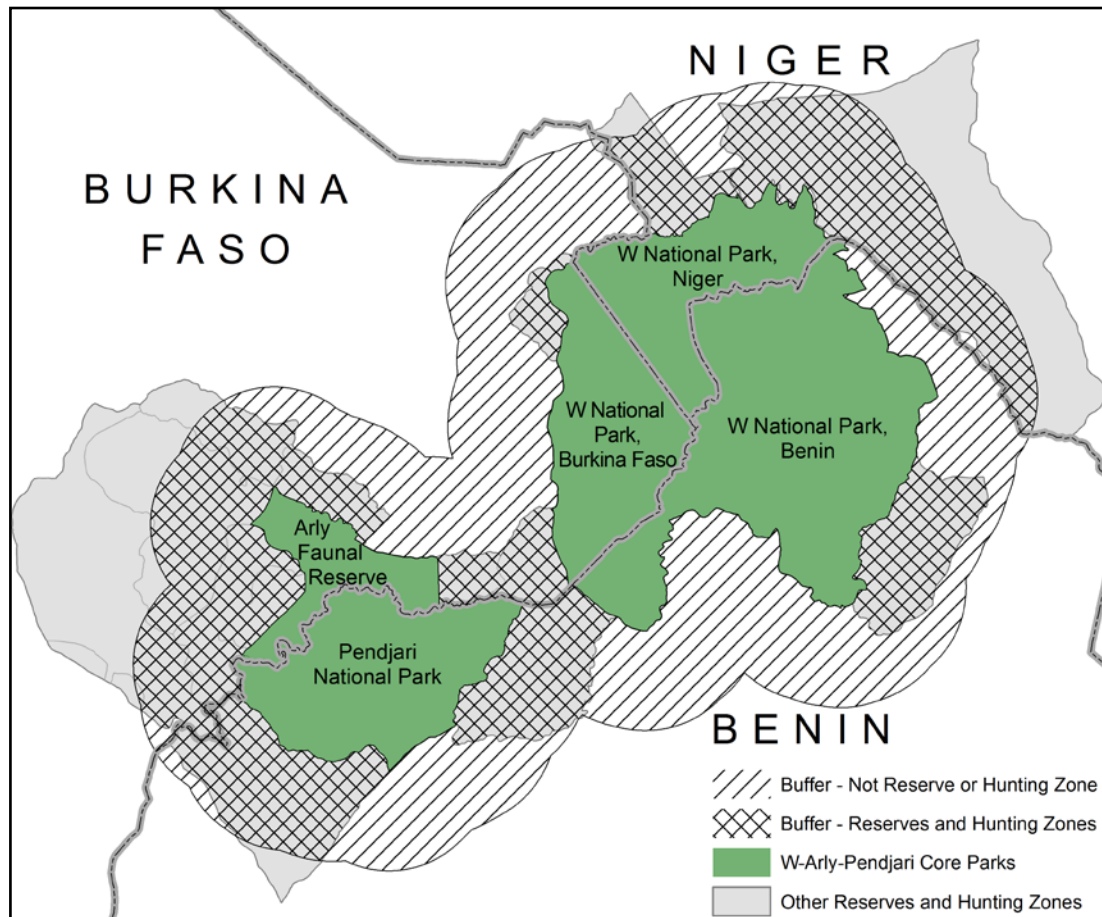 NIGER
BURKINA
FASO
W National Park,
Niger
W National
Park,
Burkina Faso
W National Park,
Benin
Arly
Faunal
Reserve
Pendjari
National Park
BENIN
Buffer - Not Reserve or Hunting Zone
Buffer - Reserves and Hunting Zones
W-Arly-Pendjari Core Parks
Other Reserves and Hunting Zones